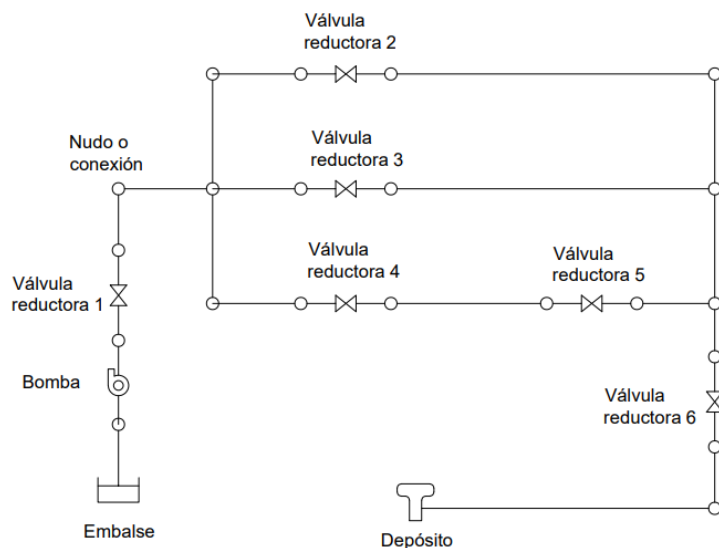 Válvula
reductora 2
Nudo o
conexión
Válvula
reductora 3
Válvula
reductora 4
Válvula
reductora 5
Válvula
reductora 1
Bomba
Válvula
reductora 6
Embalse
Depósito